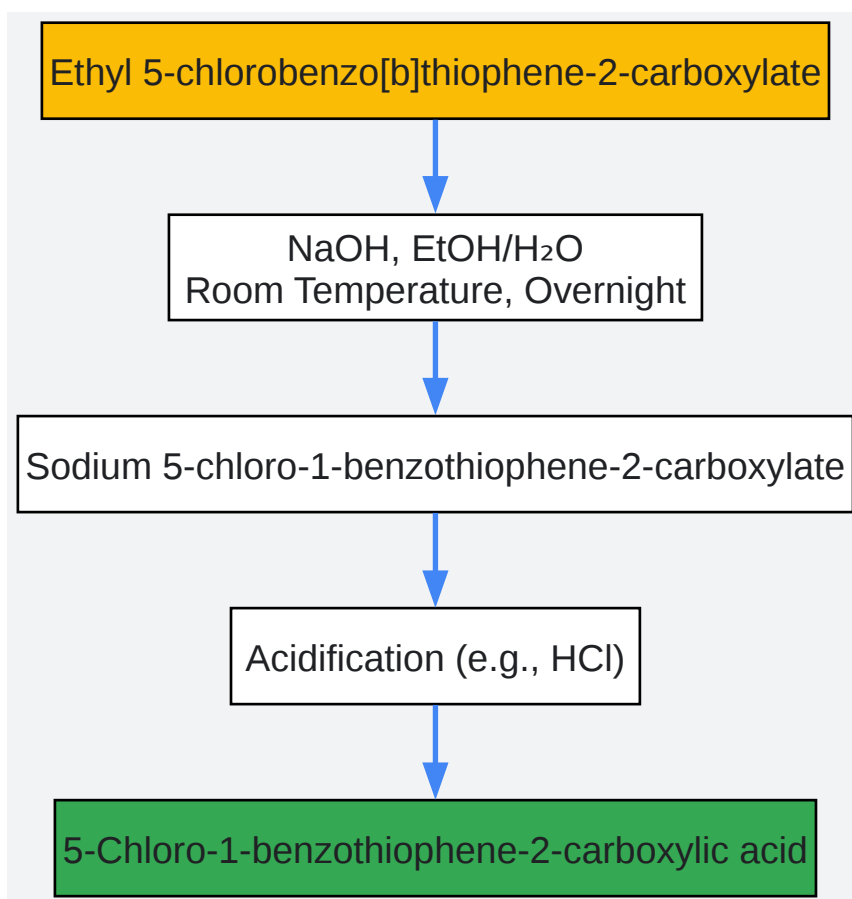 Ethyl 5-chlorobenzo[b]thiophene-2-carboxylate
NaOH, EtOH/H₂O
Room Temperature, Overnight
Sodium 5-chloro-1-benzothiophene-2-carboxylate
Acidification (e.g., HCl)
5-Chloro-1-benzothiophene-2-carboxylic acid